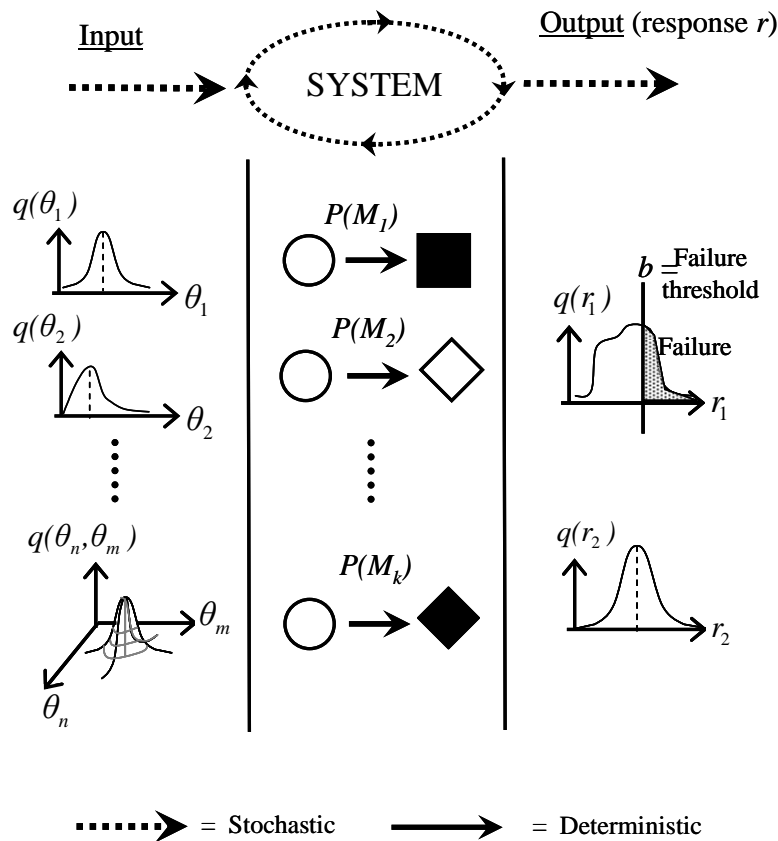 Input
Output (response r)
SYSTEM
q(θ₁)
θ₁
q(θ₂)
θ₂
q(θₙ,θₘ)
θₘ
θₙ
P(M₁)
P(M₂)
P(Mₖ)
b = Failure
threshold
q(r₁)
Failure
r₁
q(r₂)
r₂
= Stochastic
= Deterministic